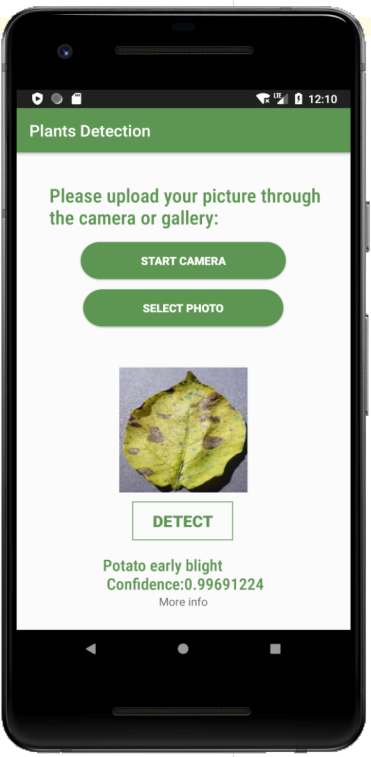 LTE 12:10
Plants Detection
Please upload your picture through
the camera or gallery:
START CAMERA
SELECT PHOTO
DETECT
Potato early blight
Confidence:0.99691224
More info